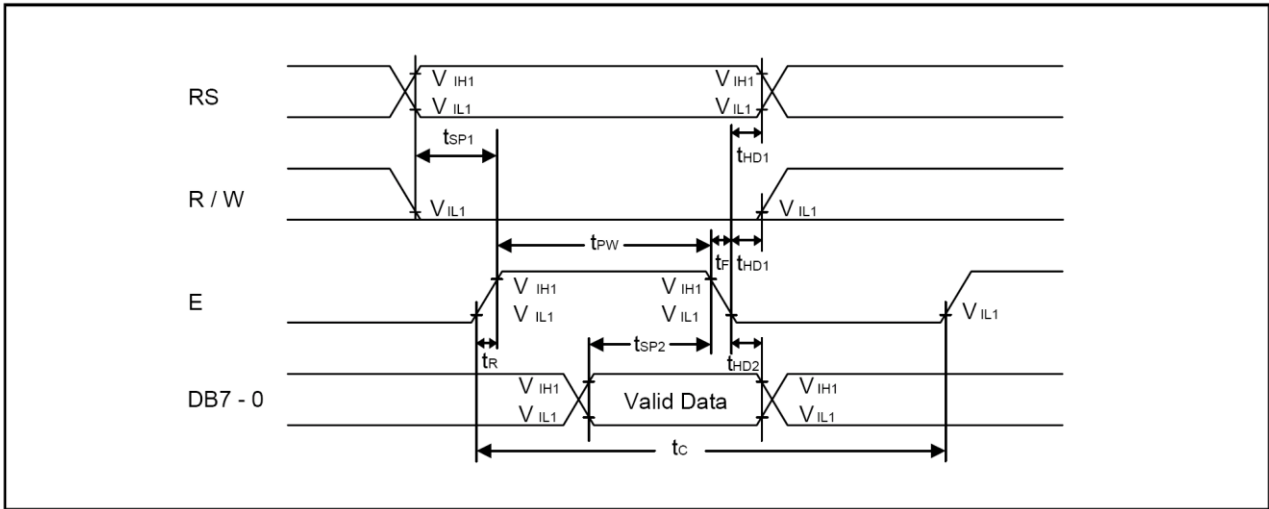 RS
V IH1
V IH1
V IL1
V IL1
tSP1
tHD1
R / W
V IL1
V IL1
tPW
tF
tHD1
E
V IH1
V IH1
V IL1
V IL1
V IL1
tSP2
tR
tHD2
DB7 - 0
V IH1
Valid Data
V IH1
V IL1
V IL1
tC